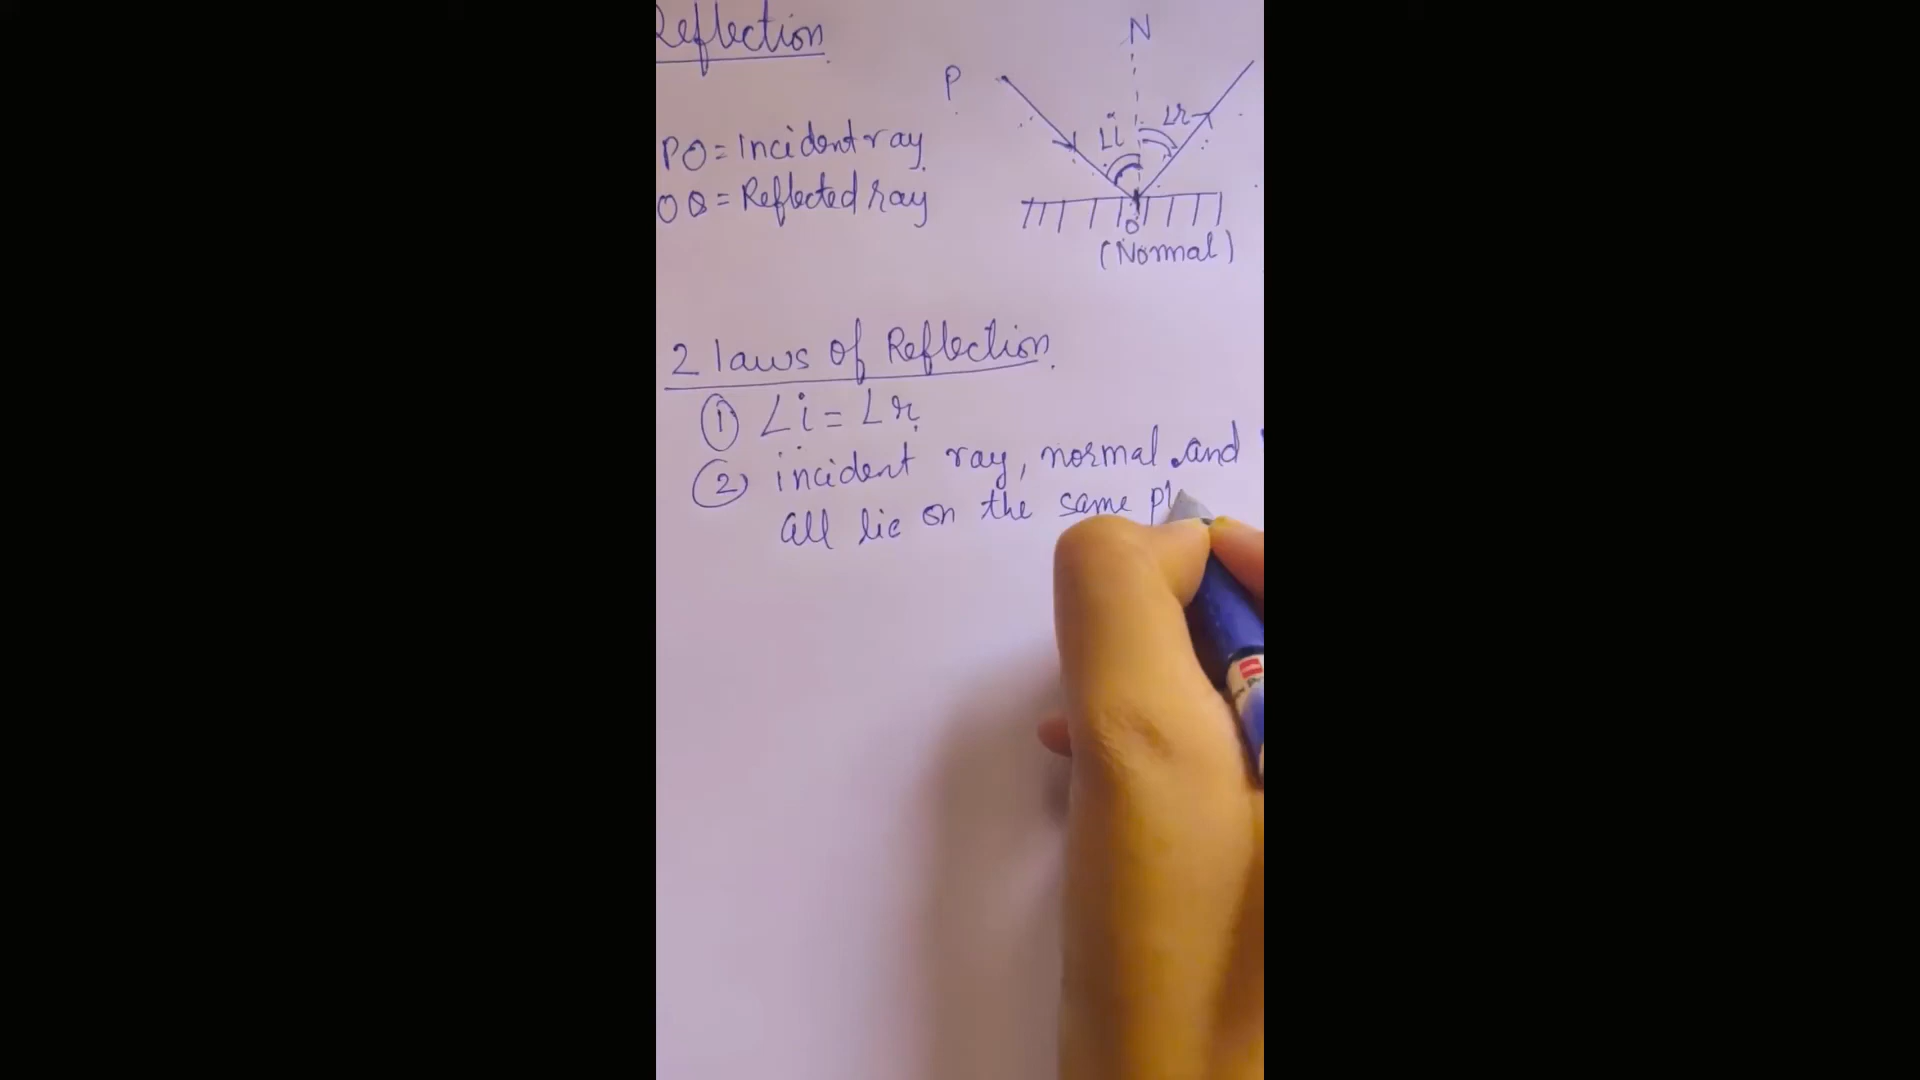 Reflection
N
P
∠i ∠r
PO = Incident ray
OQ = Reflected ray
O
(Normal)
2 laws of Reflection.
① ∠i = ∠r
② incident ray, normal and
all lie on the same pl